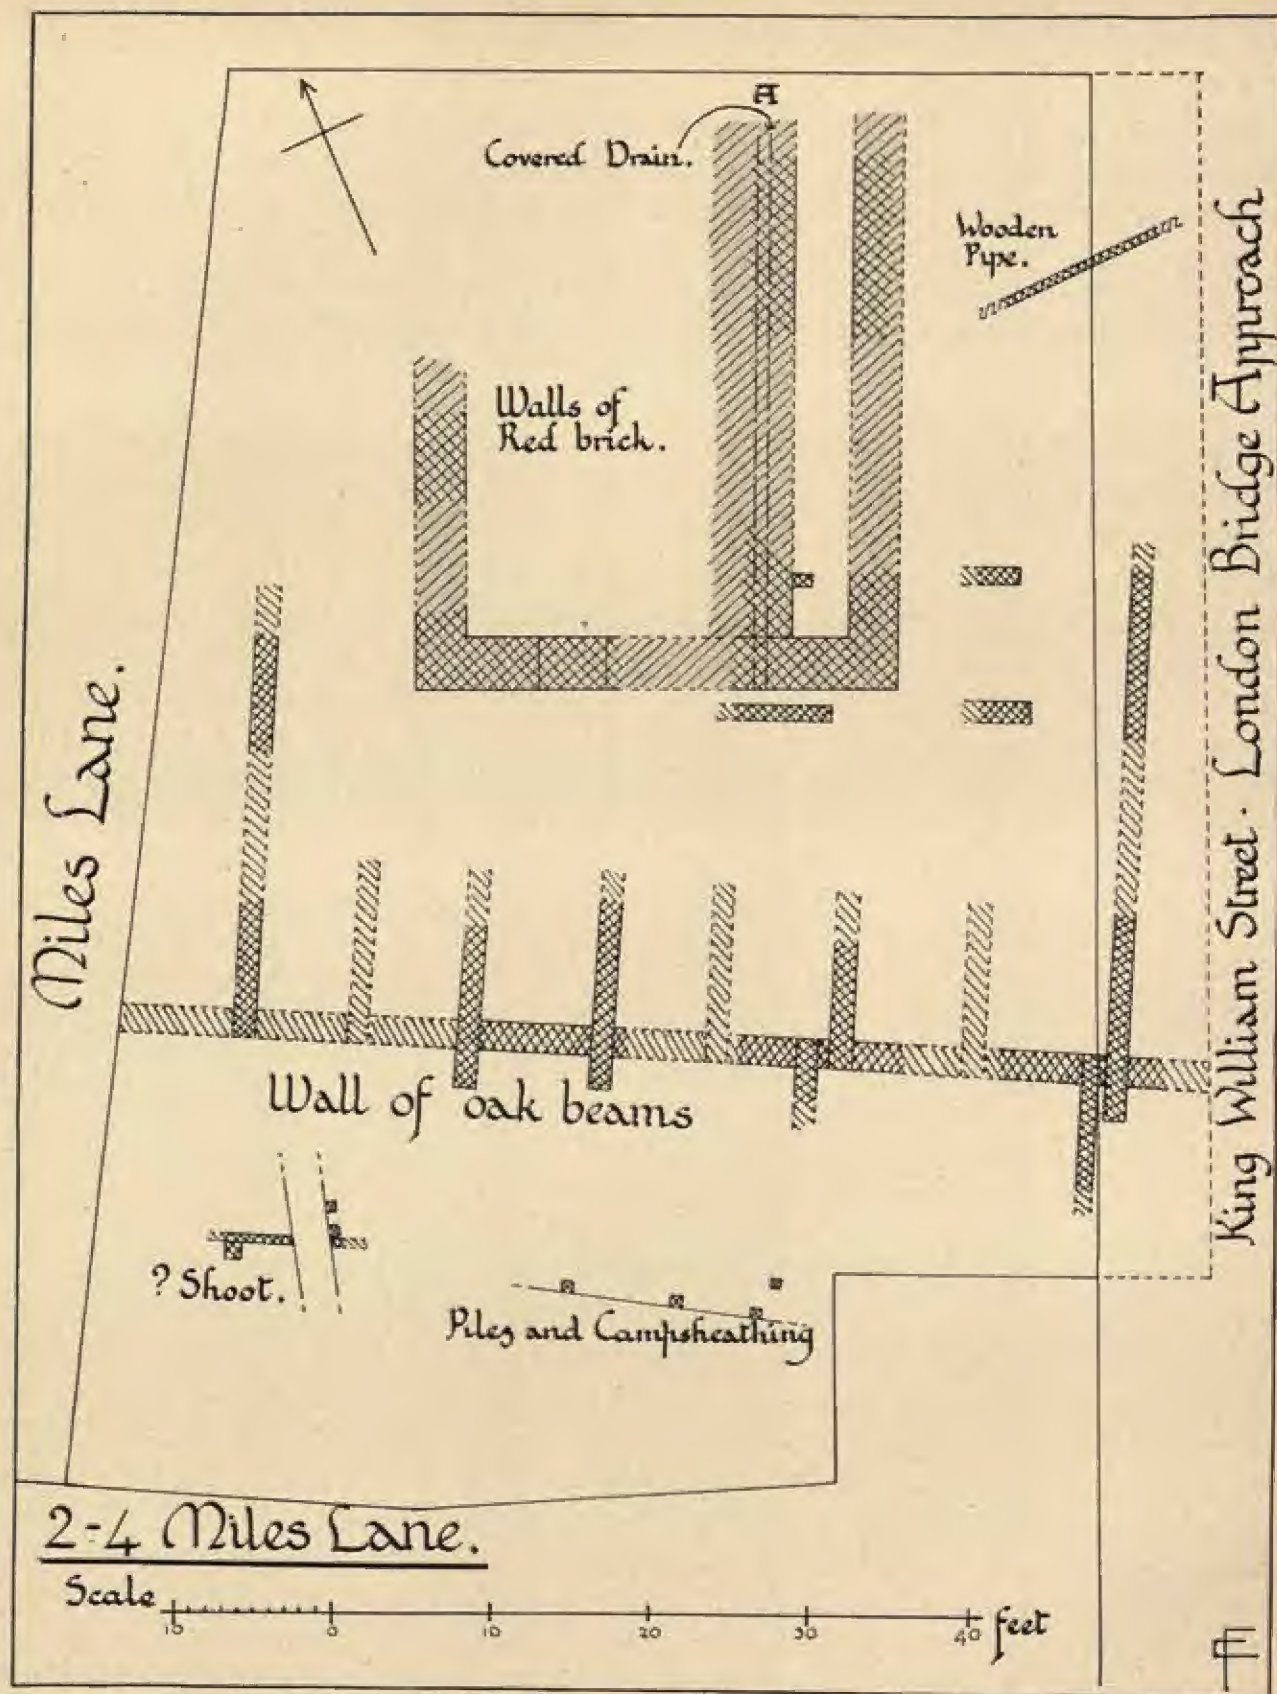 A
Covered Drain.
Wooden
Pipe.
Walls of
Red brick.
Miles Lane.
King William Street · London Bridge Approach
Wall of oak beams
? Shoot.
Piles and Campsheathing
2-4 Miles Lane.
Scale
10 0 10 20 30 40 feet